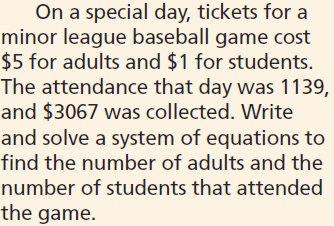 On a special day, tickets for a
minor league baseball game cost
$5 for adults and $1 for students.
The attendance that day was 1139,
and $3067 was collected. Write
and solve a system of equations to
find the number of adults and the
number of students that attended
the game.